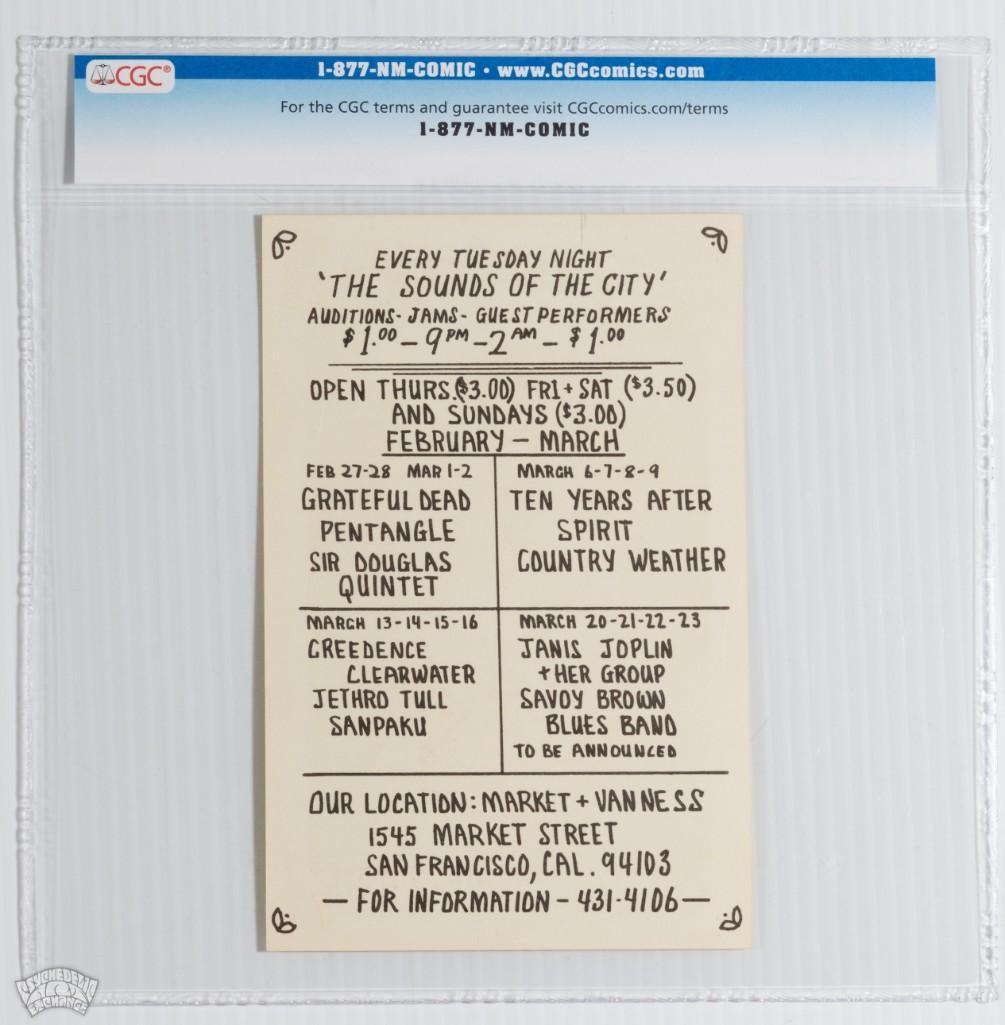 CGC®
1-877-NM-COMIC • www.CGCcomics.com
For the CGC terms and guarantee visit CGCcomics.com/terms
1-877-NM-COMIC
EVERY TUESDAY NIGHT
'THE SOUNDS OF THE CITY'
AUDITIONS- JAMS- GUEST PERFORMERS
$1.00 — 9PM — 2AM — $1.00
OPEN THURS.($3.00) FRI + SAT ($3.50)
AND SUNDAYS ($3.00)
FEBRUARY — MARCH
FEB 27-28 MAR 1-2
GRATEFUL DEAD
PENTANGLE
SIR DOUGLAS
QUINTET
MARCH 6-7-8-9
TEN YEARS AFTER
SPIRIT
COUNTRY WEATHER
MARCH 13-14-15-16
CREEDENCE
CLEARWATER
JETHRO TULL
SANPAKU
MARCH 20-21-22-23
JANIS JOPLIN
+ HER GROUP
SAVOY BROWN
BLUES BAND
TO BE ANNOUNCED
OUR LOCATION: MARKET + VAN NESS
1545 MARKET STREET
SAN FRANCISCO, CAL. 94103
— FOR INFORMATION — 431-4106 —
PSYCHEDELIC
EXCHANGE